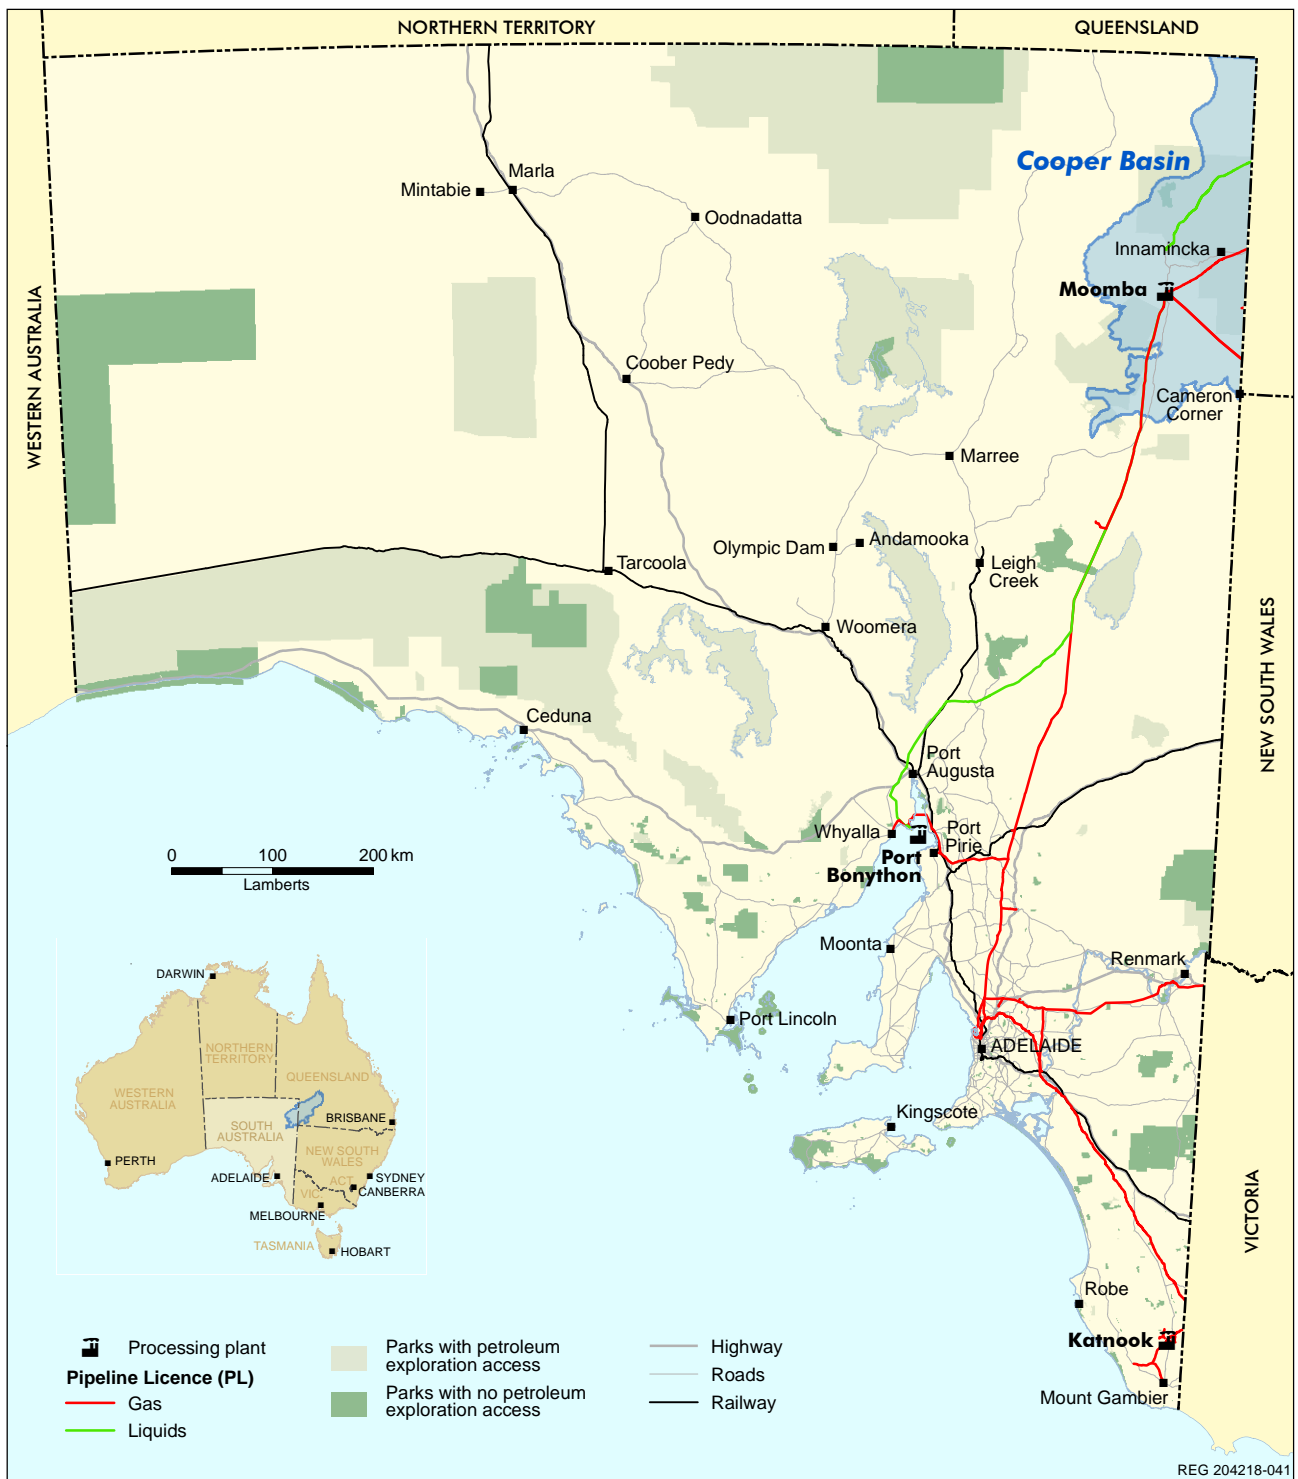 NORTHERN TERRITORY
QUEENSLAND
WESTERN AUSTRALIA
Cooper Basin
Marla
Mintabie
Oodnadatta
Innamincka
Moomba
Coober Pedy
Cameron
Corner
Marree
Olympic Dam
Andamooka
Tarcoola
Leigh
Creek
Woomera
NEW SOUTH WALES
Ceduna
Port
Augusta
Whyalla
Port
Pirie
Port
Bonython
0 100 200 km
Lamberts
Moonta
Renmark
Port Lincoln
ADELAIDE
Kingscote
VICTORIA
Robe
Katnook
Mount Gambier
DARWIN
NORTHERN
TERRITORY
QUEENSLAND
WESTERN
AUSTRALIA
BRISBANE
SOUTH
AUSTRALIA
NEW SOUTH
WALES
PERTH
ADELAIDE
ACT
SYDNEY
CANBERRA
VIC.
MELBOURNE
TASMANIA
HOBART
Processing plant
Pipeline Licence (PL)
Gas
Liquids
Parks with petroleum
exploration access
Parks with no petroleum
exploration access
Highway
Roads
Railway
REG 204218-041